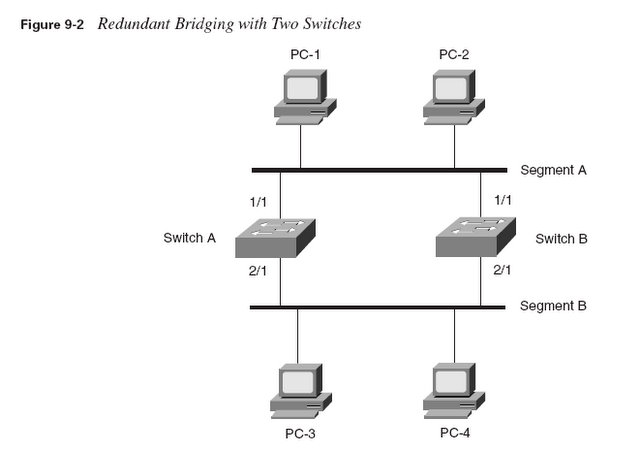 Figure 9-2 Redundant Bridging with Two Switches
PC-1 PC-2
Segment A
1/1 1/1
Switch A Switch B
2/1 2/1
Segment B
PC-3 PC-4